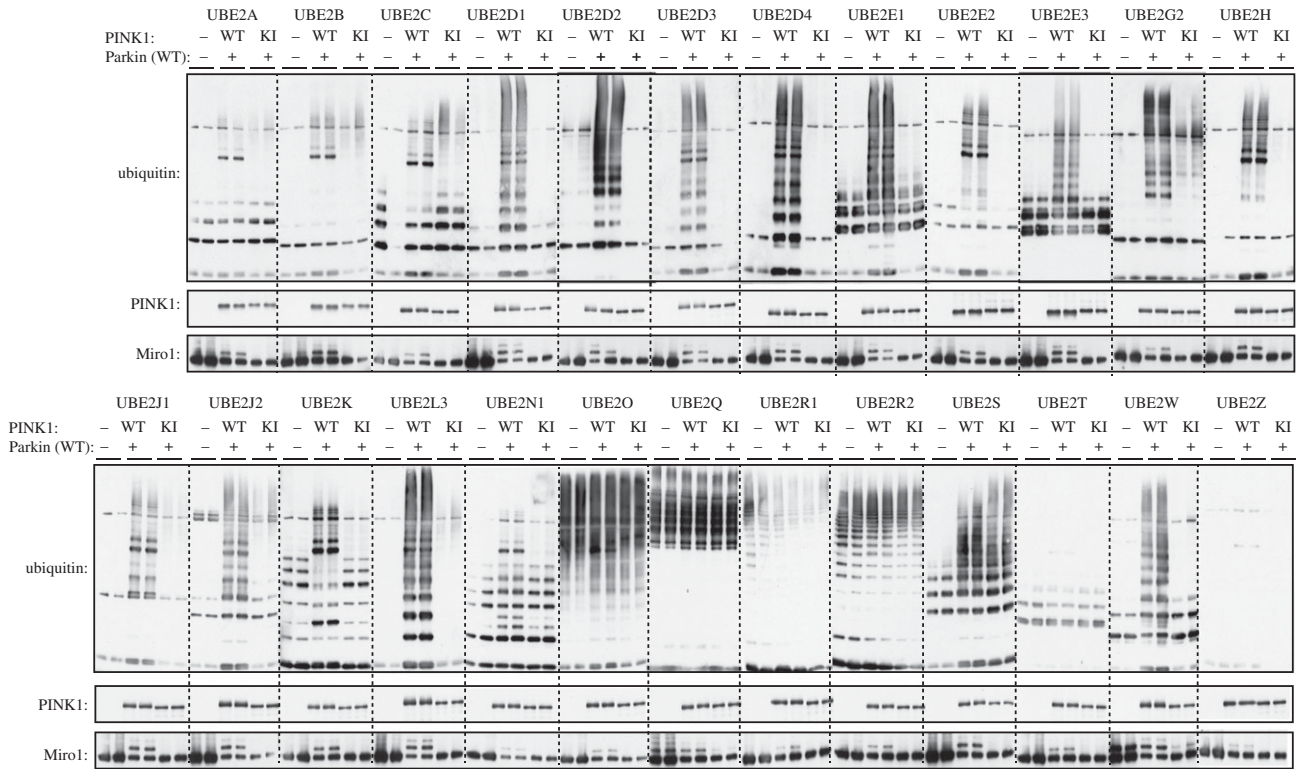 UBE2A UBE2B UBE2C UBE2D1 UBE2D2 UBE2D3 UBE2D4 UBE2E1 UBE2E2 UBE2E3 UBE2G2 UBE2H
PINK1: – WT KI – WT KI – WT KI – WT KI – WT KI – WT KI – WT KI – WT KI – WT KI – WT KI – WT KI – WT KI
Parkin (WT): – + + – + + – + + – + + – + + – + + – + + – + + – + + – + + – + + – + +
ubiquitin:
PINK1:
Miro1:
UBE2J1 UBE2J2 UBE2K UBE2L3 UBE2N1 UBE2O UBE2Q UBE2R1 UBE2R2 UBE2S UBE2T UBE2W UBE2Z
PINK1: – WT KI – WT KI – WT KI – WT KI – WT KI – WT KI – WT KI – WT KI – WT KI – WT KI – WT KI – WT KI – WT KI
Parkin (WT): – + + – + + – + + – + + – + + – + + – + + – + + – + + – + + – + + – + + – + +
ubiquitin:
PINK1:
Miro1: